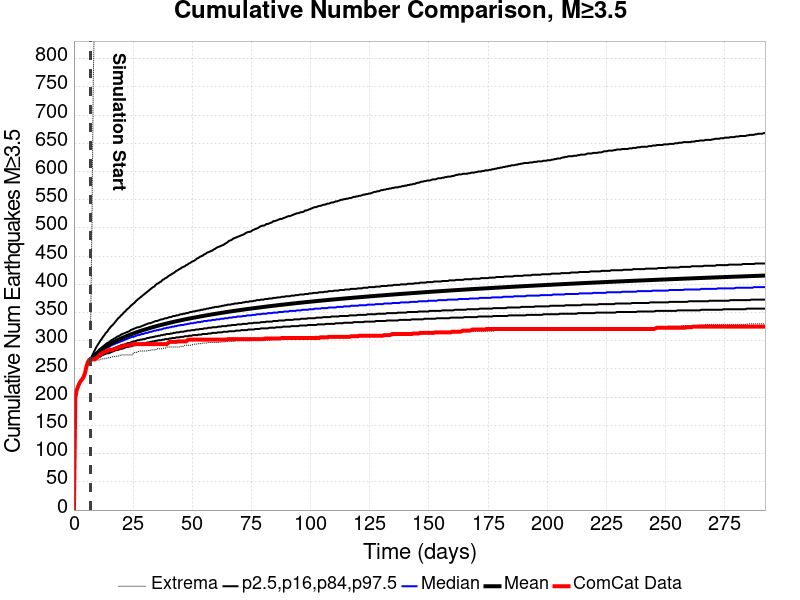 Cumulative Number Comparison, M≥3.5
Cumulative Num Earthquakes M≥3.5
800
750
700
650
600
550
500
450
400
350
300
250
200
150
100
50
0
Simulation Start
0 25 50 75 100 125 150 175 200 225 250 275
Time (days)
Extrema p2.5,p16,p84,p97.5 Median Mean ComCat Data